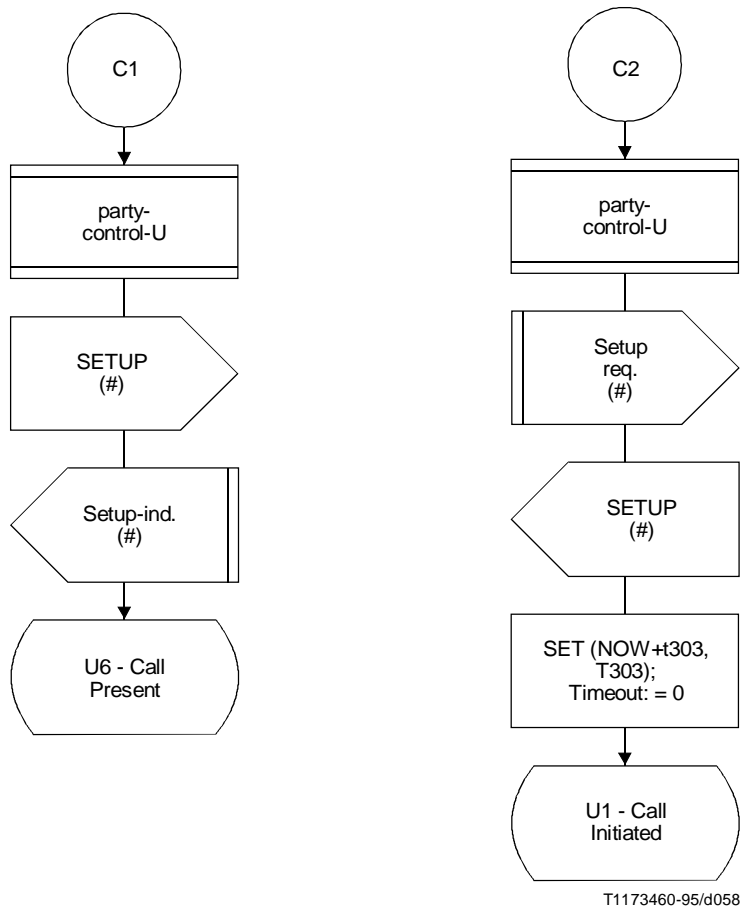 C1
party-
control-U
SETUP
(#)
Setup-ind.
(#)
U6 - Call
Present
C2
party-
control-U
Setup
req.
(#)
SETUP
(#)
SET (NOW+t303,
T303);
Timeout: = 0
U1 - Call
Initiated
T1173460-95/d058